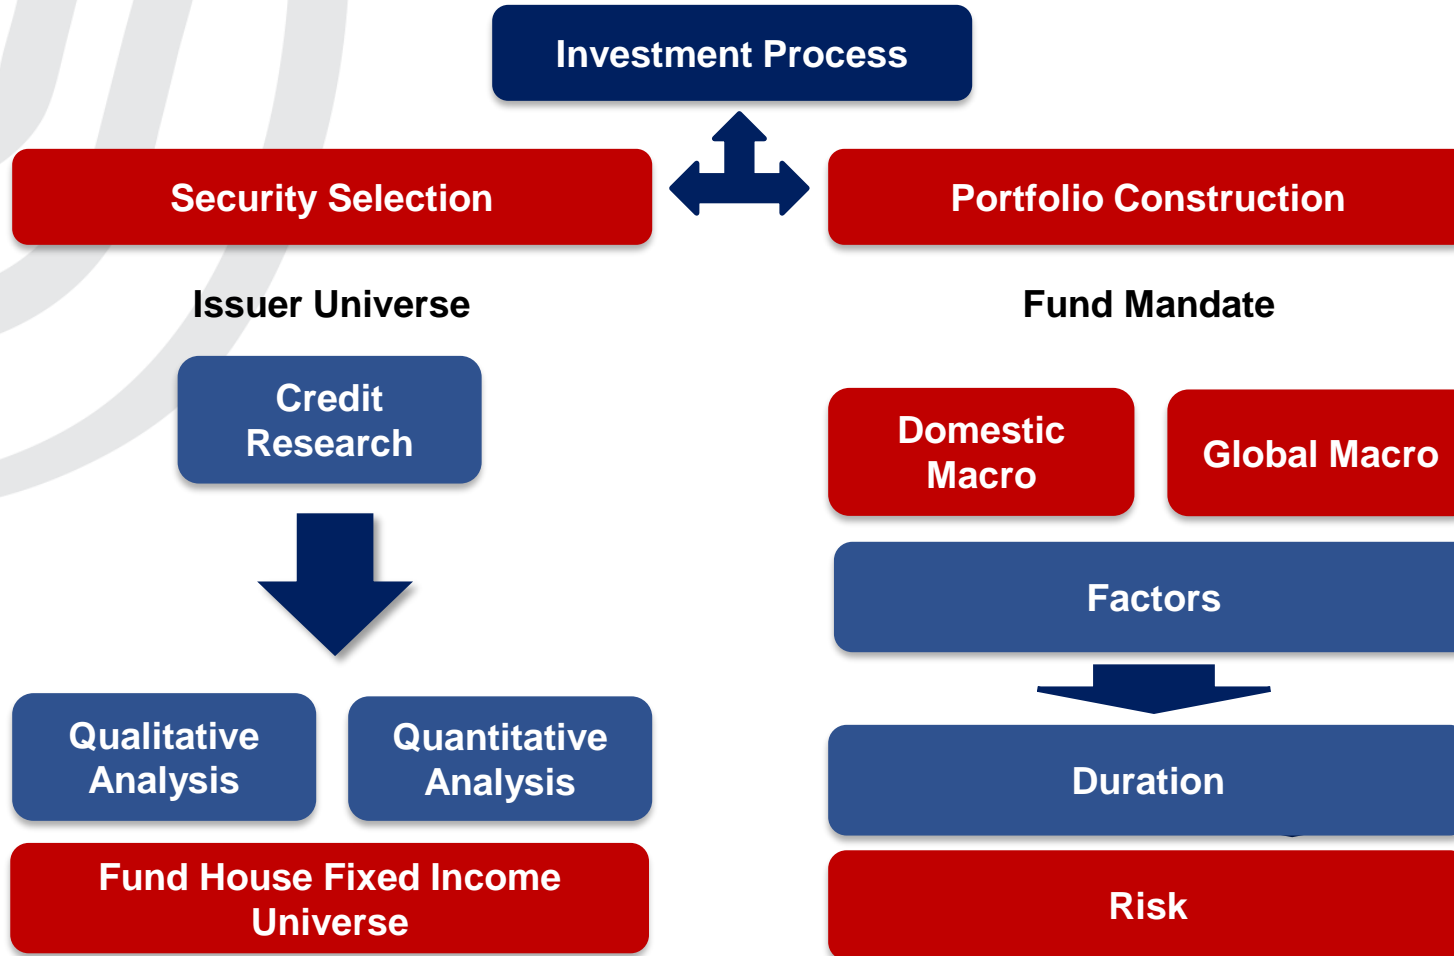 Investment Process
Security Selection
Portfolio Construction
Issuer Universe
Fund Mandate
Credit
Research
Domestic
Macro
Global Macro
Factors
Qualitative
Analysis
Quantitative
Analysis
Duration
Fund House Fixed Income
Universe
Risk